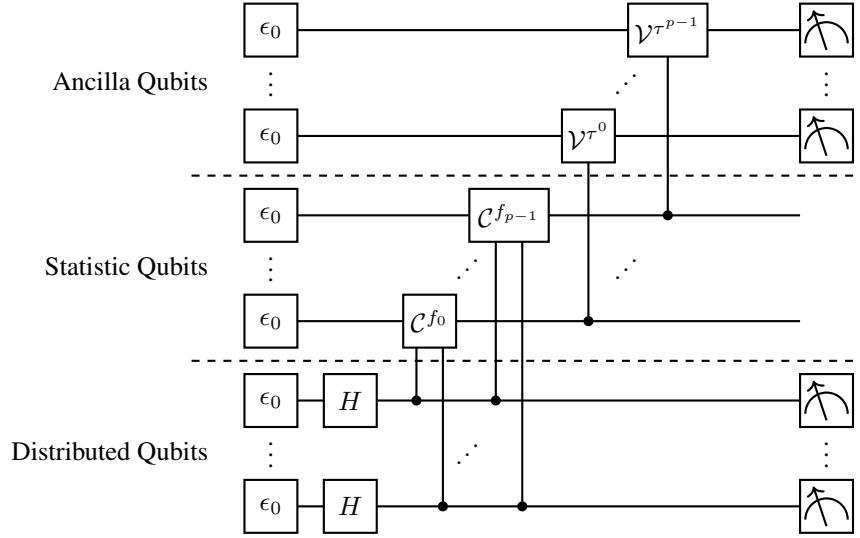 ϵ₀ 𝒱^{τ^{p−1}}
Ancilla Qubits ⋮ ⋰ ⋮
ϵ₀ 𝒱^{τ^0}
ϵ₀ 𝒞^{f_{p−1}}
Statistic Qubits ⋮ ⋰ ⋰
ϵ₀ 𝒞^{f_0}
ϵ₀ H
Distributed Qubits ⋮ ⋰ ⋮
ϵ₀ H